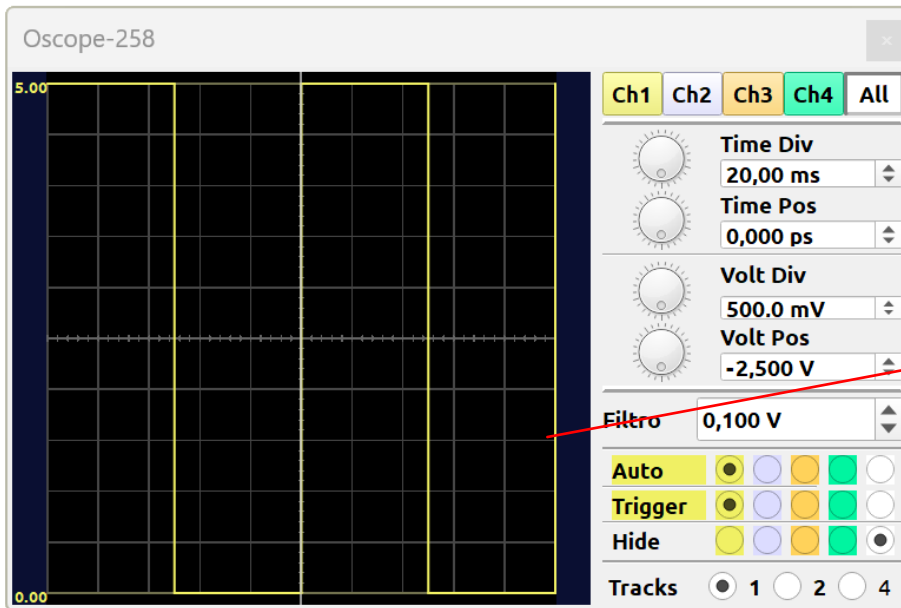 Oscope-258
×
5.00
Ch1 Ch2 Ch3 Ch4 All
Time Div
20,00 ms
Time Pos
0,000 ps
Volt Div
500.0 mV
Volt Pos
-2,500 V
Filtro 0,100 V
Auto
Trigger
Hide
0.00
Tracks 1 2 4